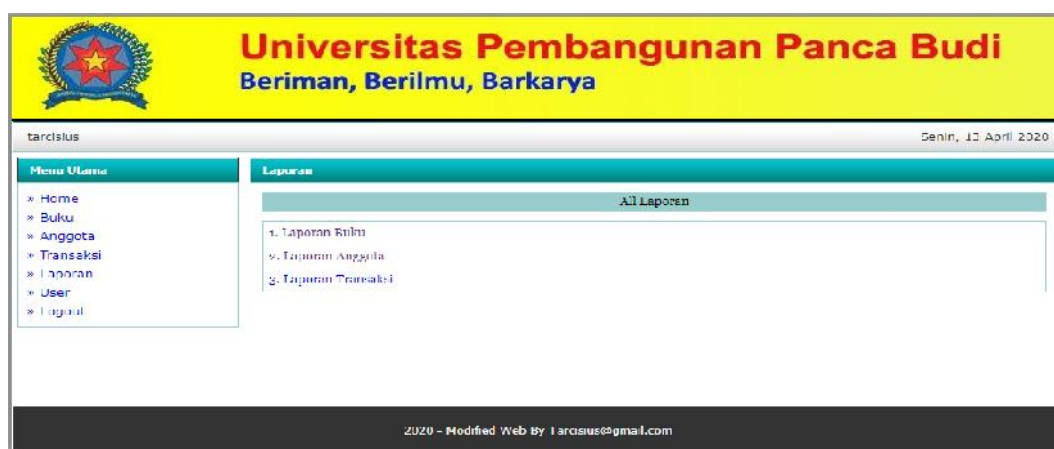 Universitas Pembangunan Panca Budi
Beriman, Berilmu, Barkarya
tarcisius
Senin, 13 April 2020
Menu Utama
Laporan
» Home
» Buku
» Anggota
» Transaksi
» Laporan
» User
» Logout
All Laporan
1. Laporan Buku
2. Laporan Anggota
3. Laporan Transaksi
2020 - Modified Web By Tarcisius@gmail.com